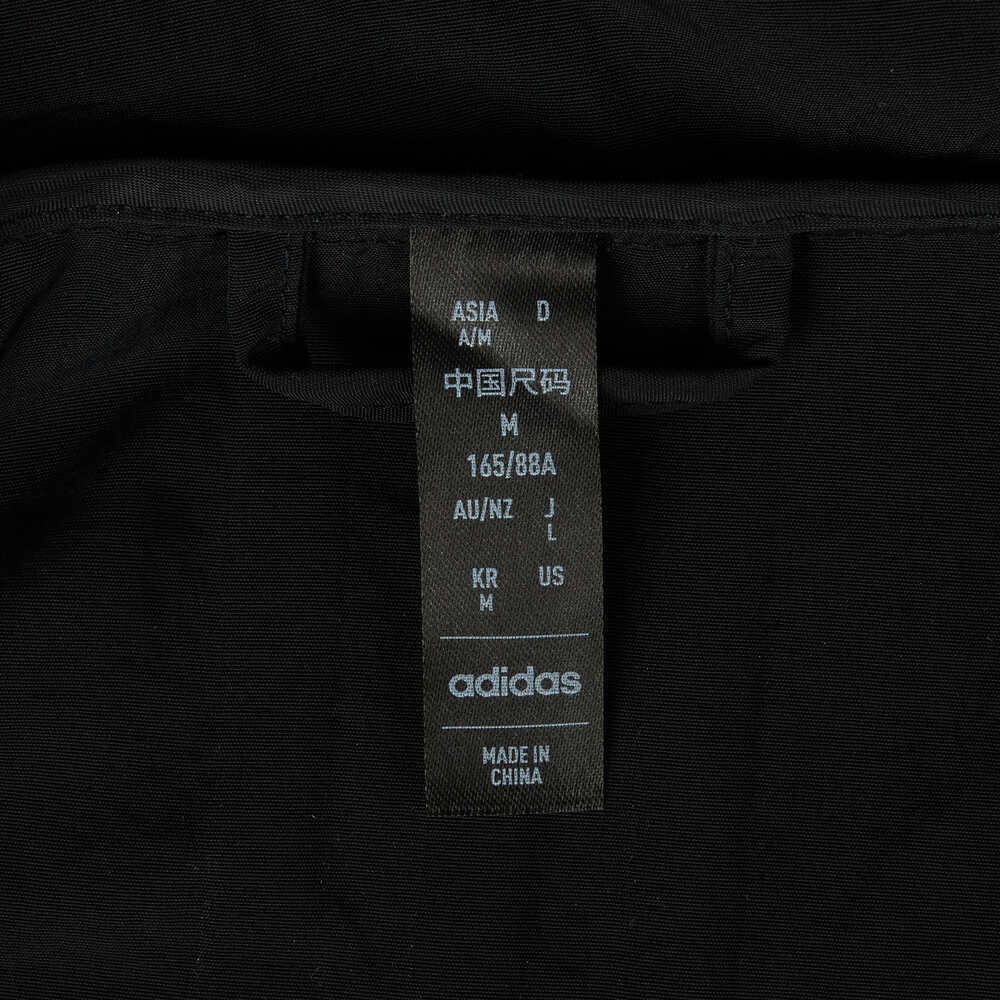 ASIA D
A/M
中国尺码
M
165/88A
AU/NZ J
L
KR US
M
adidas
MADE IN
CHINA